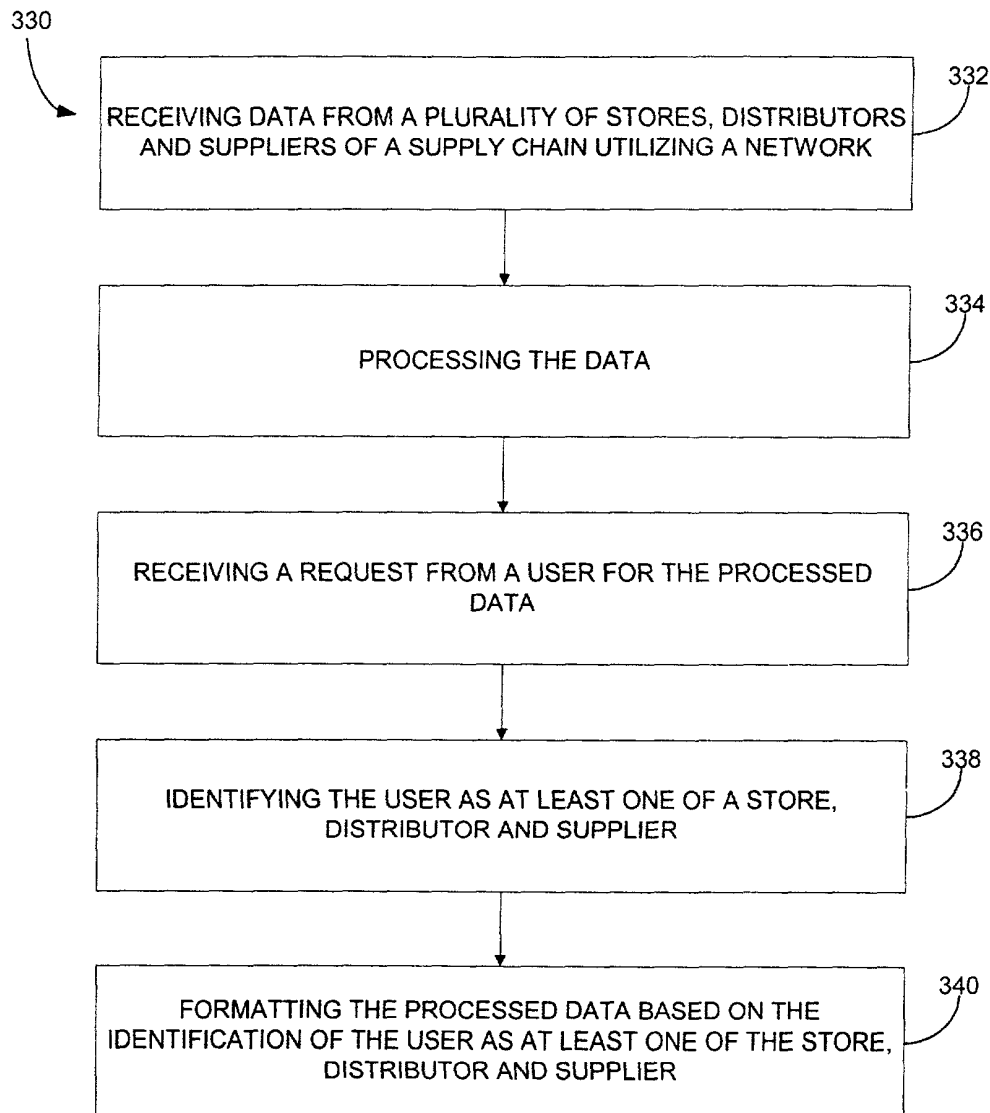 330
332
RECEIVING DATA FROM A PLURALITY OF STORES, DISTRIBUTORS
AND SUPPLIERS OF A SUPPLY CHAIN UTILIZING A NETWORK
334
PROCESSING THE DATA
336
RECEIVING A REQUEST FROM A USER FOR THE PROCESSED
DATA
338
IDENTIFYING THE USER AS AT LEAST ONE OF A STORE,
DISTRIBUTOR AND SUPPLIER
340
FORMATTING THE PROCESSED DATA BASED ON THE
IDENTIFICATION OF THE USER AS AT LEAST ONE OF THE STORE,
DISTRIBUTOR AND SUPPLIER